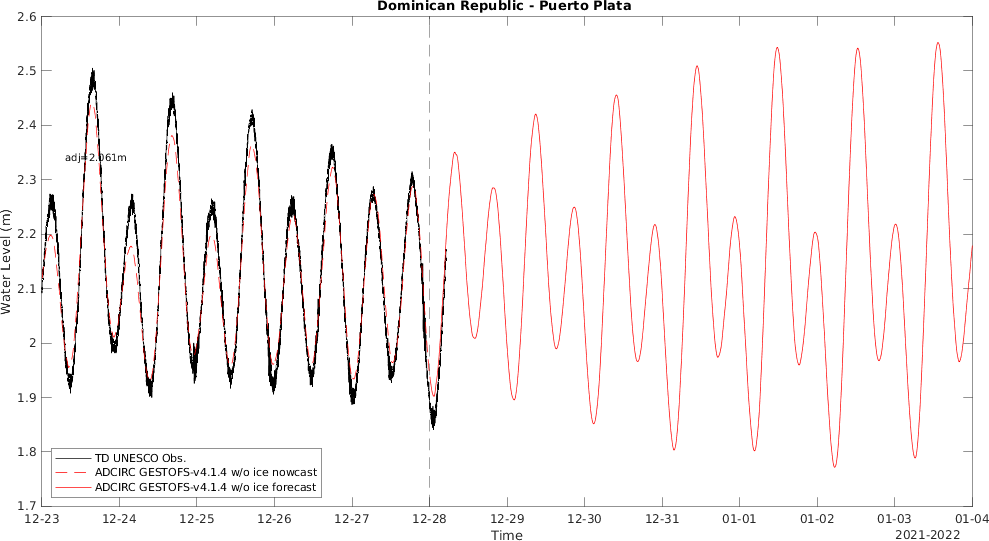 Dominican Republic - Puerto Plata
2.6
2.5
2.4
2.3
2.2
2.1
2
1.9
1.8
1.7
Water Level (m)
adj=2.061m
TD UNESCO Obs.
ADCIRC GESTOFS-v4.1.4 w/o ice nowcast
ADCIRC GESTOFS-v4.1.4 w/o ice forecast
12-23 12-24 12-25 12-26 12-27 12-28 12-29 12-30 12-31 01-01 01-02 01-03 01-04
Time
2021-2022